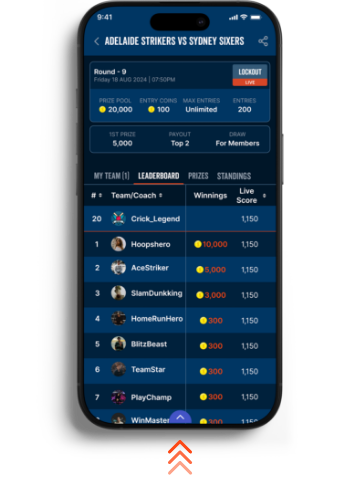 9:41
ADELAIDE STRIKERS VS SYDNEY SIXERS
Round - 9
Friday 16 AUG 2024 | 07:50PM
LOCKOUT
LIVE
PRIZE POOL ENTRY COINS MAX ENTRIES ENTRIES
20,000 100 Unlimited 200
1ST PRIZE PAYOUT DRAW
5,000 Top 2 For Members
MY TEAM [1] LEADERBOARD PRIZES STANDINGS
# Team/Coach Winnings Live Score
20 Crick_Legend 1,150
1 Hoopshero 10,000 1,150
2 AceStriker 5,000 1,150
3 SlamDunkking 3,000 1,150
4 HomeRunHero 300 1,150
5 BlitzBeast 300 1,150
6 TeamStar 300 1,150
7 PlayChamp 300 1,150
WinMaster 300 1,150